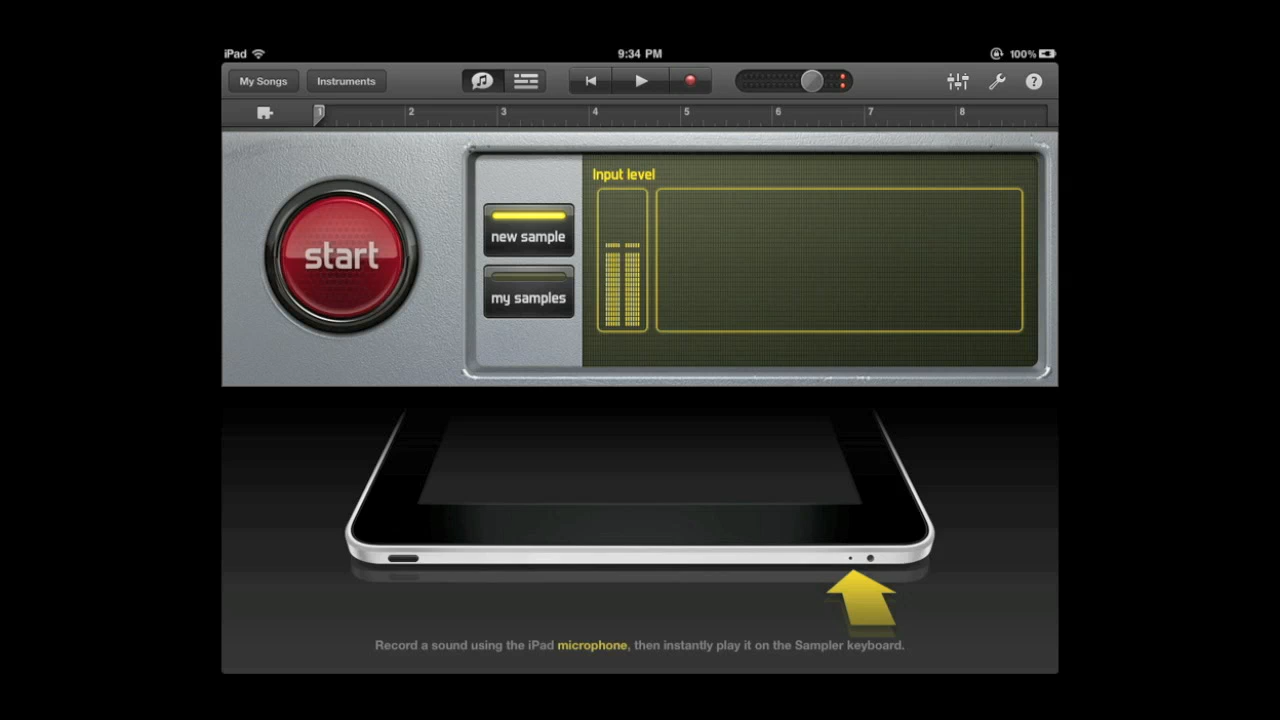 iPad 9:34 PM 100%
My Songs Instruments ?
1 2 3 4 5 6 7 8
Input level
start
new sample
my samples
Record a sound using the iPad microphone, then instantly play it on the Sampler keyboard.